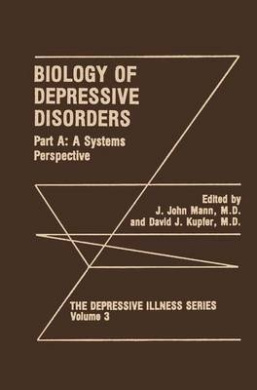 BIOLOGY OF
DEPRESSIVE
DISORDERS
Part A: A Systems
Perspective
Edited by
J. John Mann, M.D.
and David J. Kupfer, M.D.
THE DEPRESSIVE ILLNESS SERIES
Volume 3